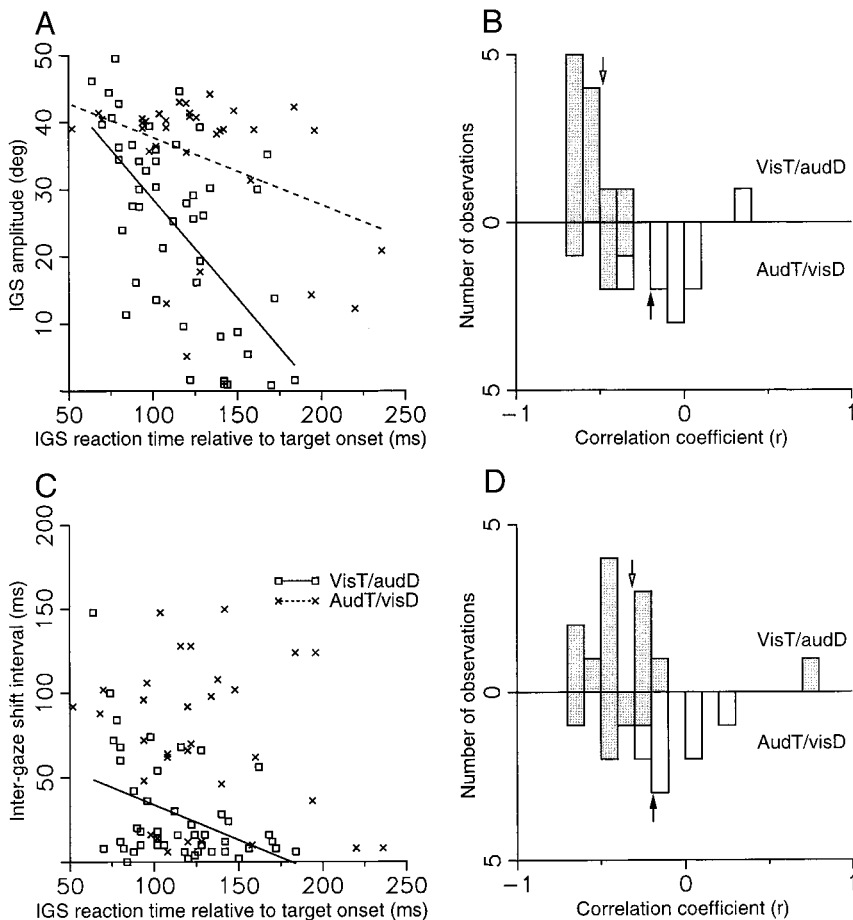 A
50
40
30
20
10
IGS amplitude (deg)
50 100 150 200 250
IGS reaction time relative to target onset (ms)
B
5
0
5
Number of observations
VisT/audD
AudT/visD
−1 0 1
Correlation coefficient (r)
C
200
150
100
50
Inter-gaze shift interval (ms)
VisT/audD
AudT/visD
50 100 150 200 250
IGS reaction time relative to target onset (ms)
D
5
0
5
Number of observations
VisT/audD
AudT/visD
−1 0 1
Correlation coefficient (r)